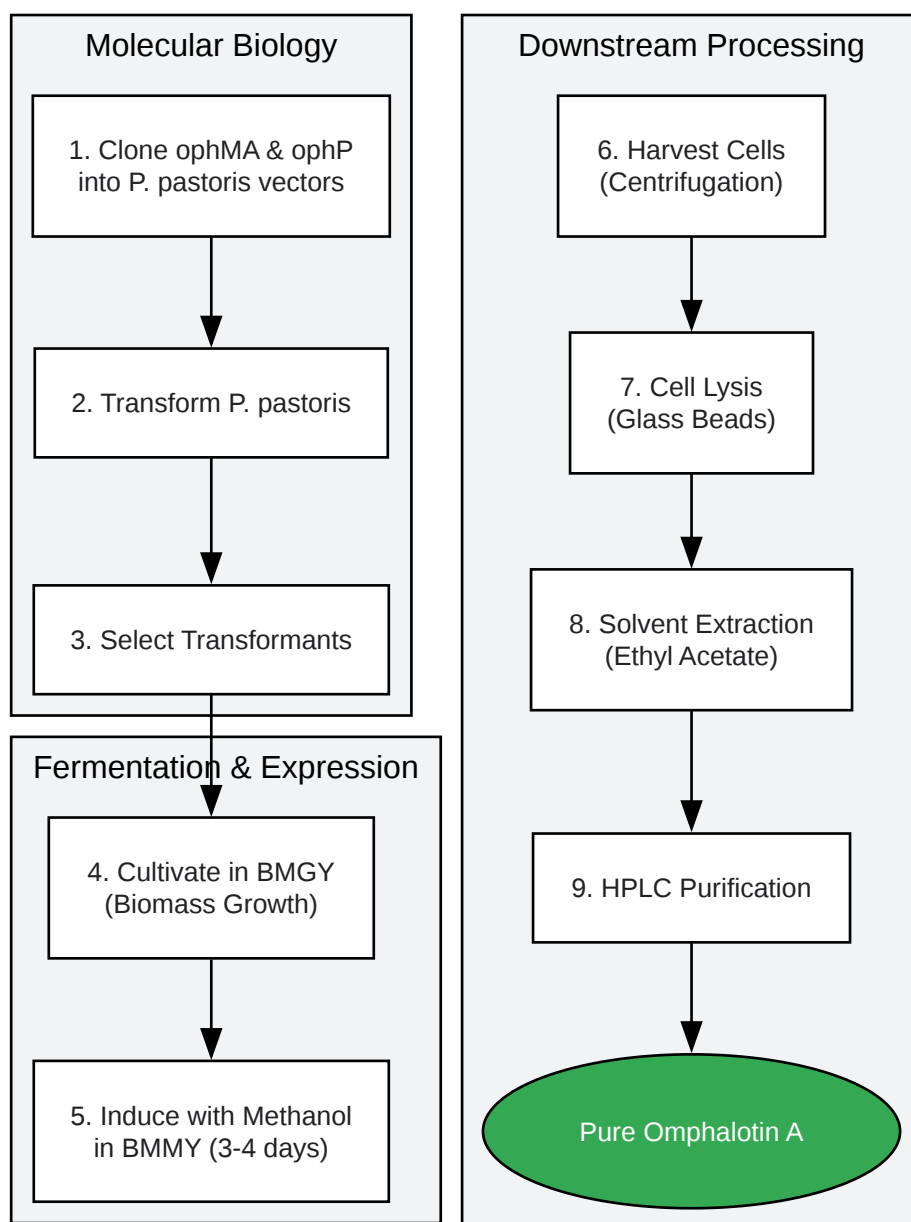 Molecular Biology
1. Clone ophMA & ophP
into P. pastoris vectors
2. Transform P. pastoris
3. Select Transformants
Fermentation & Expression
4. Cultivate in BMGY
(Biomass Growth)
5. Induce with Methanol
in BMMY (3-4 days)
Downstream Processing
6. Harvest Cells
(Centrifugation)
7. Cell Lysis
(Glass Beads)
8. Solvent Extraction
(Ethyl Acetate)
9. HPLC Purification
Pure Omphalotin A